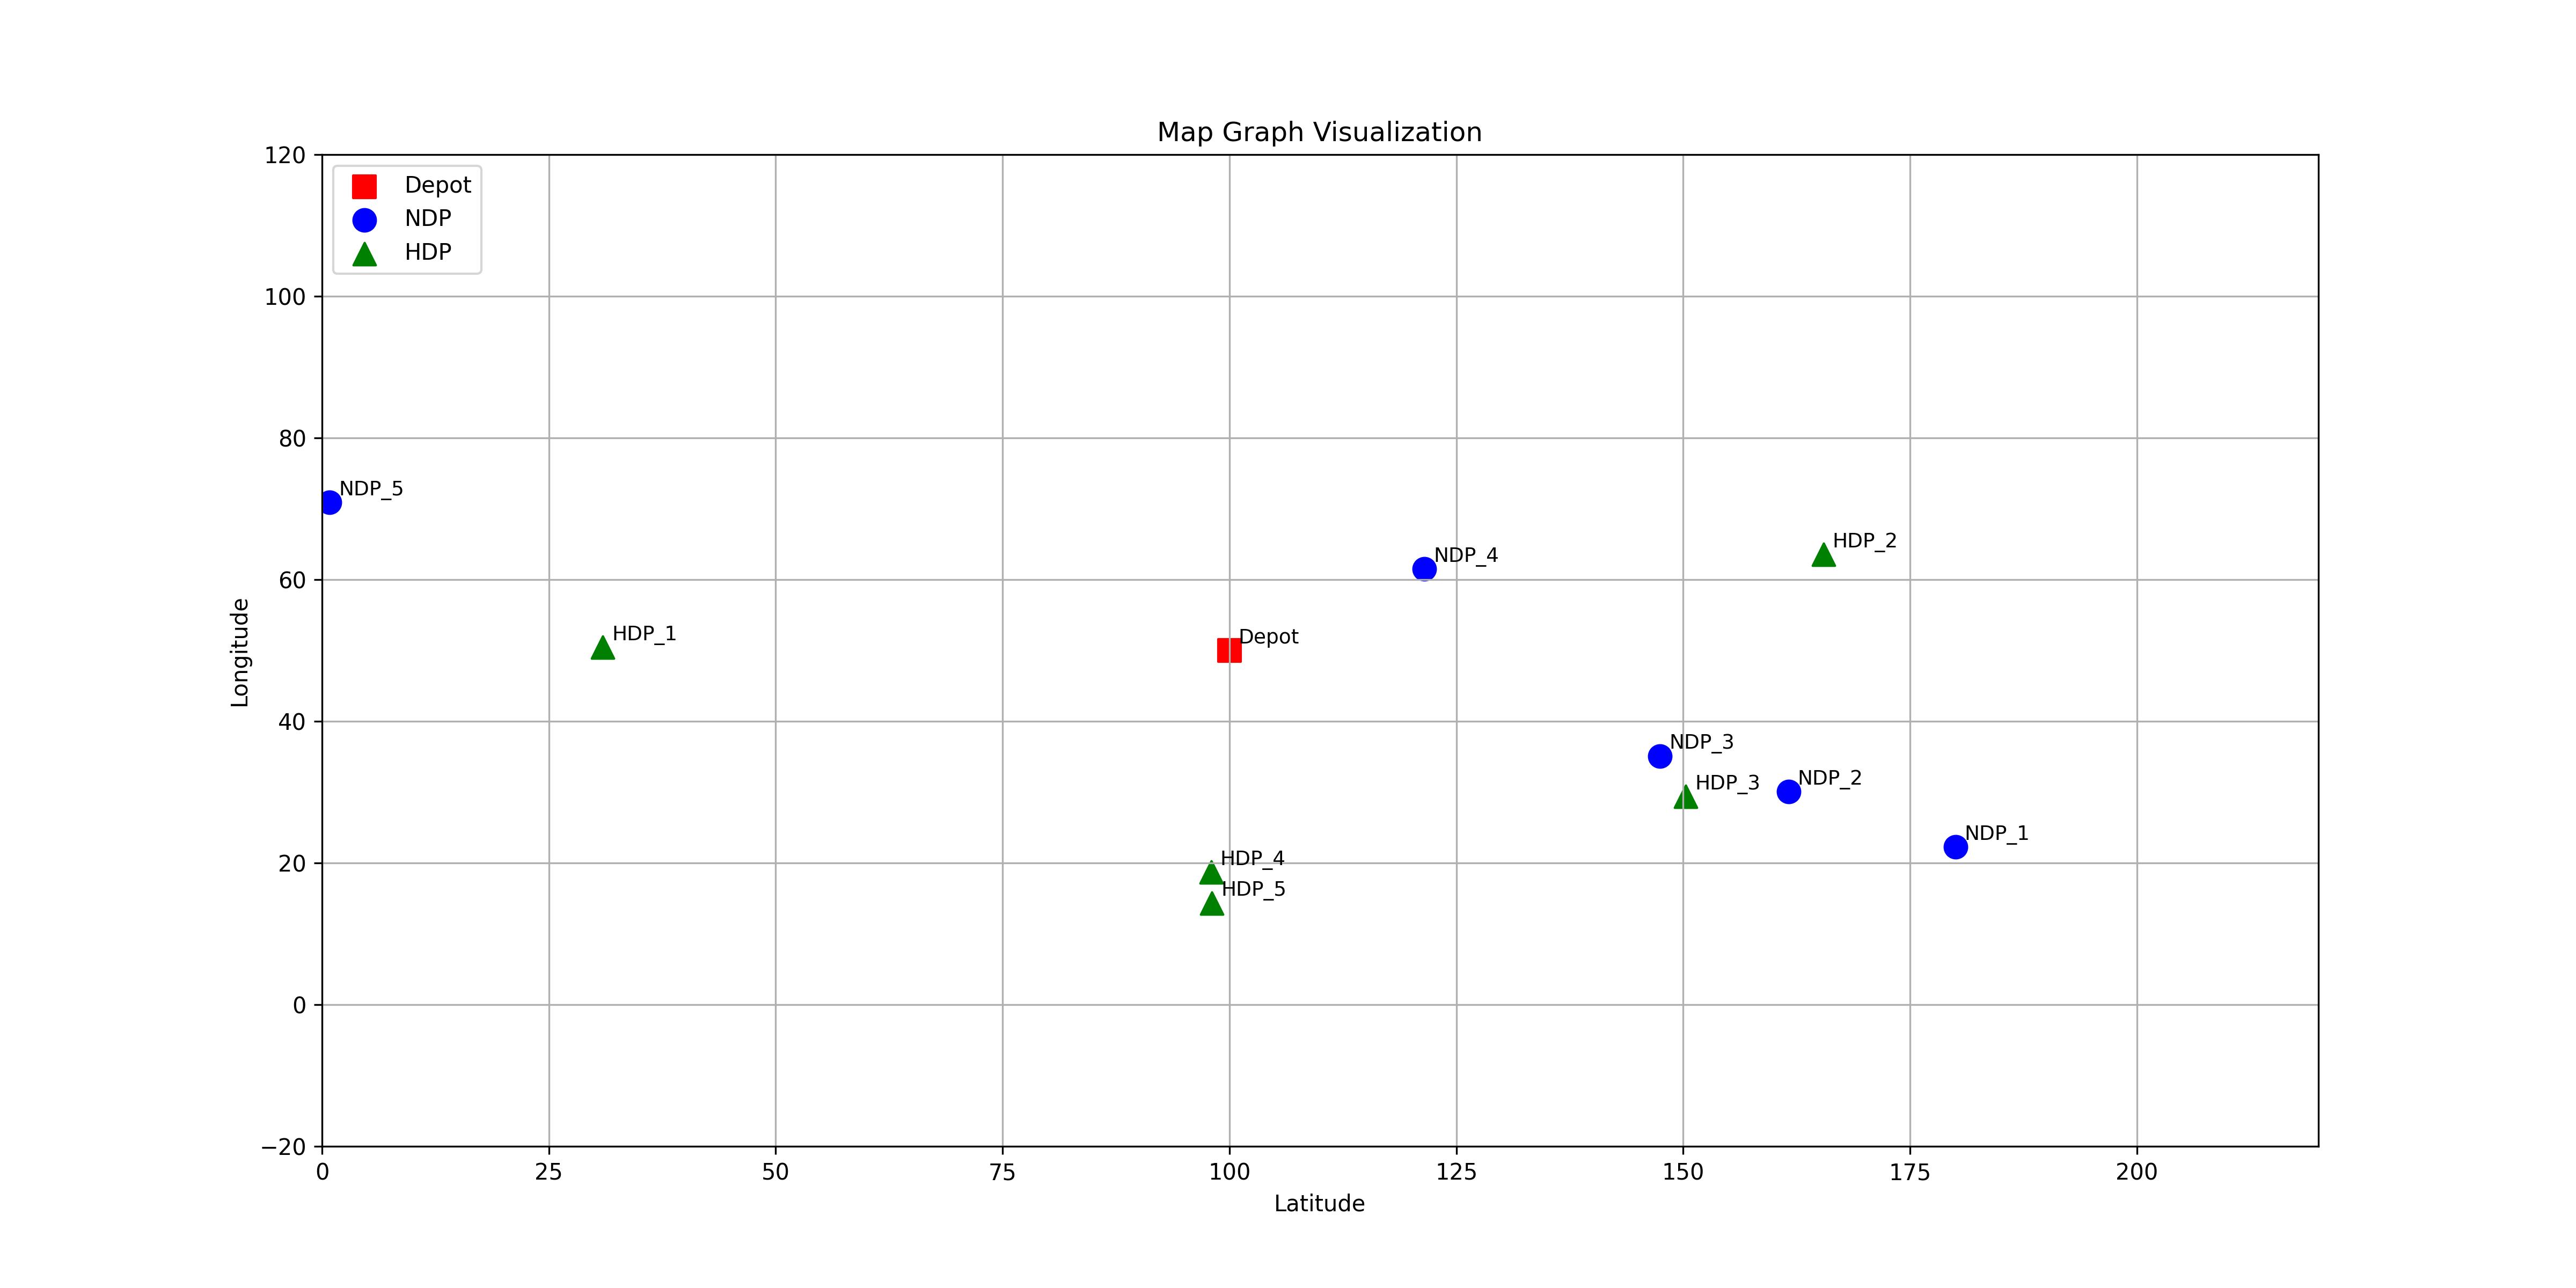 Map Graph Visualization
120
100
80
60
40
20
0
−20
Longitude
Depot
NDP
HDP
NDP_5
HDP_2
NDP_4
HDP_1
Depot
NDP_3
NDP_2
HDP_3
NDP_1
HDP_4
HDP_5
0 25 50 75 100 125 150 175 200
Latitude